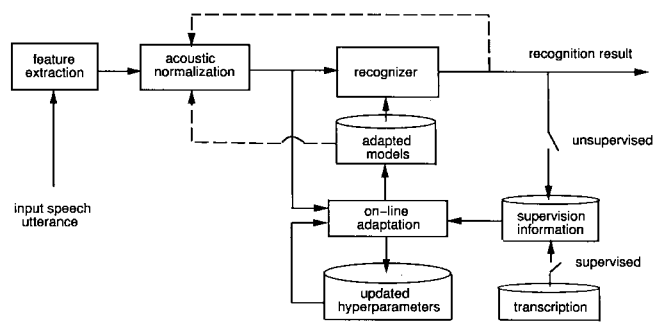 feature
extraction
acoustic
normalization
recognizer
recognition result
adapted
models
unsupervised
input speech
utterance
on-line
adaptation
supervision
information
supervised
updated
hyperparameters
transcription